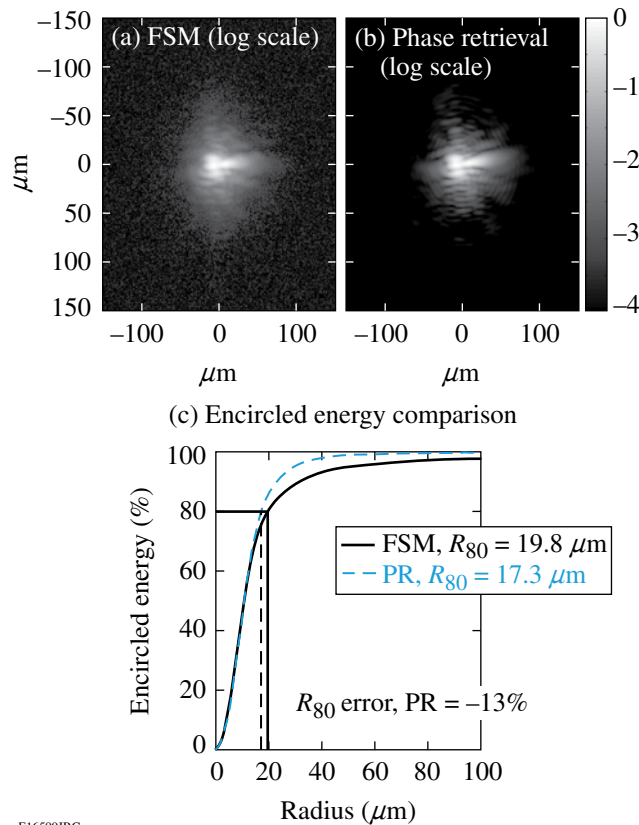 (a) FSM (log scale)
(b) Phase retrieval
(log scale)
−150
−100
−50
0
50
100
150
μm
−100
0
100
μm
−100
0
100
μm
0
−1
−2
−3
−4
(c) Encircled energy comparison
Encircled energy (%)
100
80
60
40
20
0
FSM, R80 = 19.8 μm
PR, R80 = 17.3 μm
R80 error, PR = −13%
0
20
40
60
80
100
Radius (μm)